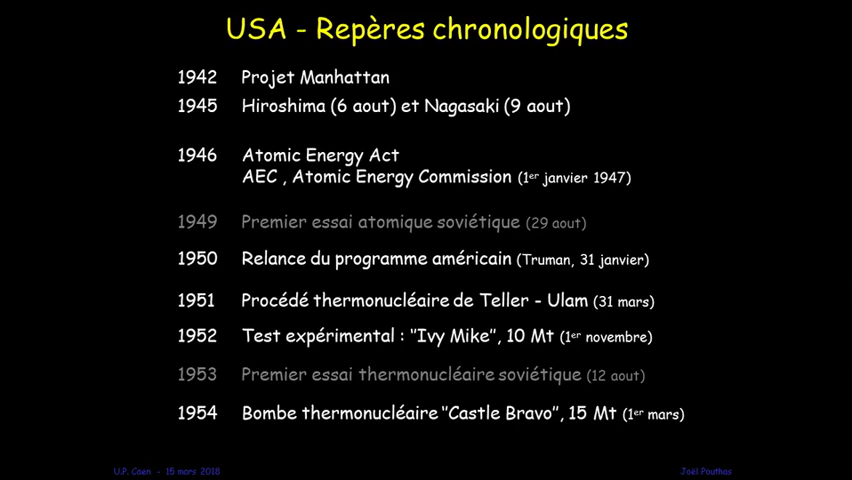 USA - Repères chronologiques
1942 Projet Manhattan
1945 Hiroshima (6 aout) et Nagasaki (9 aout)
1946 Atomic Energy Act
AEC , Atomic Energy Commission (1er janvier 1947)
1949 Premier essai atomique soviétique (29 aout)
1950 Relance du programme américain (Truman, 31 janvier)
1951 Procédé thermonucléaire de Teller - Ulam (31 mars)
1952 Test expérimental : ‘’Ivy Mike’’, 10 Mt (1er novembre)
1953 Premier essai thermonucléaire soviétique (12 aout)
1954 Bombe thermonucléaire ‘’Castle Bravo’’, 15 Mt (1er mars)
U.P. Caen - 15 mars 2018 Joël Pouthas